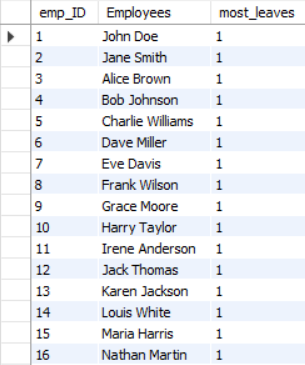 emp_ID Employees most_leaves
1 John Doe 1
2 Jane Smith 1
3 Alice Brown 1
4 Bob Johnson 1
5 Charlie Williams 1
6 Dave Miller 1
7 Eve Davis 1
8 Frank Wilson 1
9 Grace Moore 1
10 Harry Taylor 1
11 Irene Anderson 1
12 Jack Thomas 1
13 Karen Jackson 1
14 Louis White 1
15 Maria Harris 1
16 Nathan Martin 1